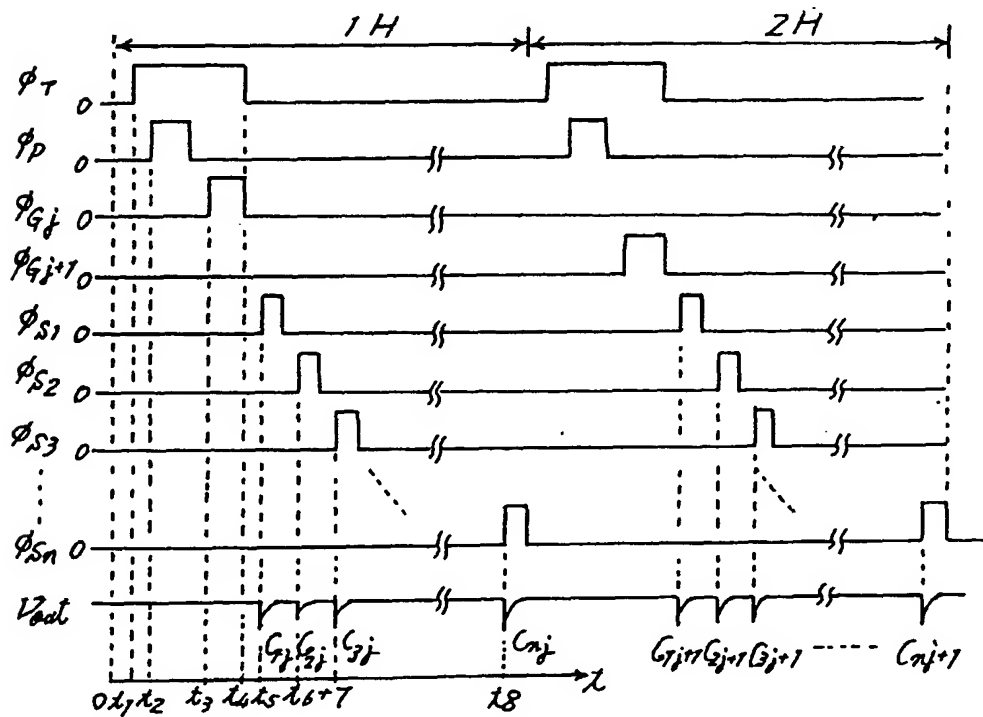 1H 2H
φT 0
φP 0
φGj 0
φGj+1 0
φS1 0
φS2 0
φS3 0
φSn 0
Vout
C1j C2j C3j Cnj C1j+1 C2j+1 C3j+1 Cnj+1
0 t1 t2 t3 t4 t5 t6 t7 t8 t